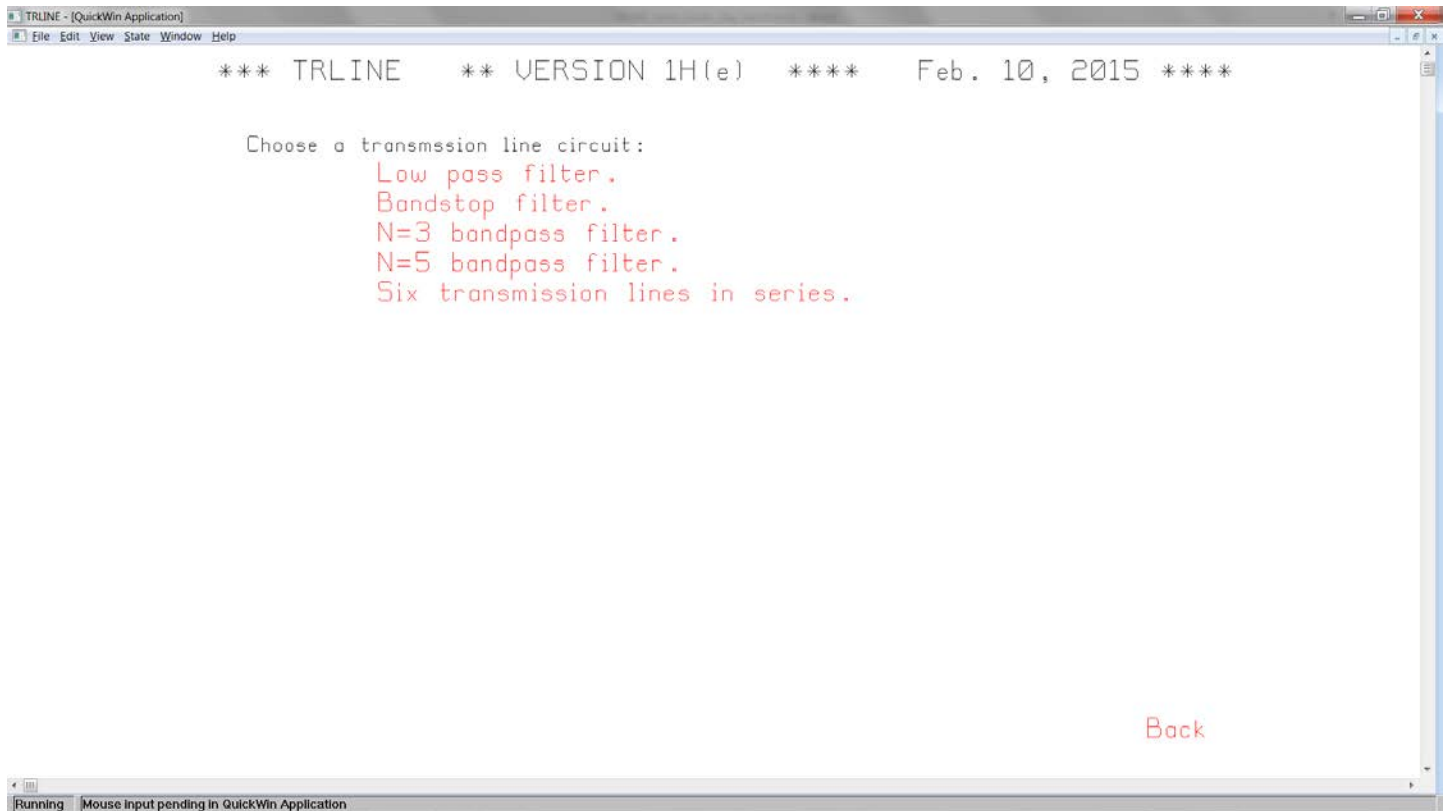 TRLINE - [QuickWin Application]
File Edit View State Window Help
*** TRLINE ** VERSION 1H(e) **** Feb. 10, 2015 ****
Choose a transmssion line circuit:
Low pass filter.
Bandstop filter.
N=3 bandpass filter.
N=5 bandpass filter.
Six transmission lines in series.
Back
Running Mouse input pending in QuickWin Application